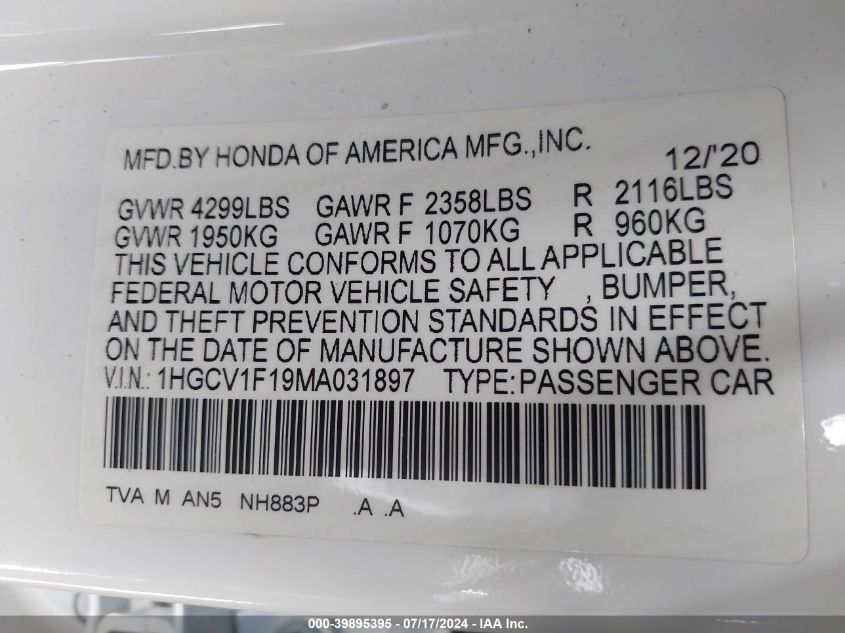 MFD.BY HONDA OF AMERICA MFG.,INC. 12/'20
GVWR 4299LBS GAWR F 2358LBS R 2116LBS
GVWR 1950KG GAWR F 1070KG R 960KG
THIS VEHICLE CONFORMS TO ALL APPLICABLE
FEDERAL MOTOR VEHICLE SAFETY , BUMPER,
AND THEFT PREVENTION STANDARDS IN EFFECT
ON THE DATE OF MANUFACTURE SHOWN ABOVE.
V.I.N.: 1HGCV1F19MA031897 TYPE:PASSENGER CAR
TVA M AN5 NH883P .A .A
000-39895395 - 07/17/2024 - IAA Inc.